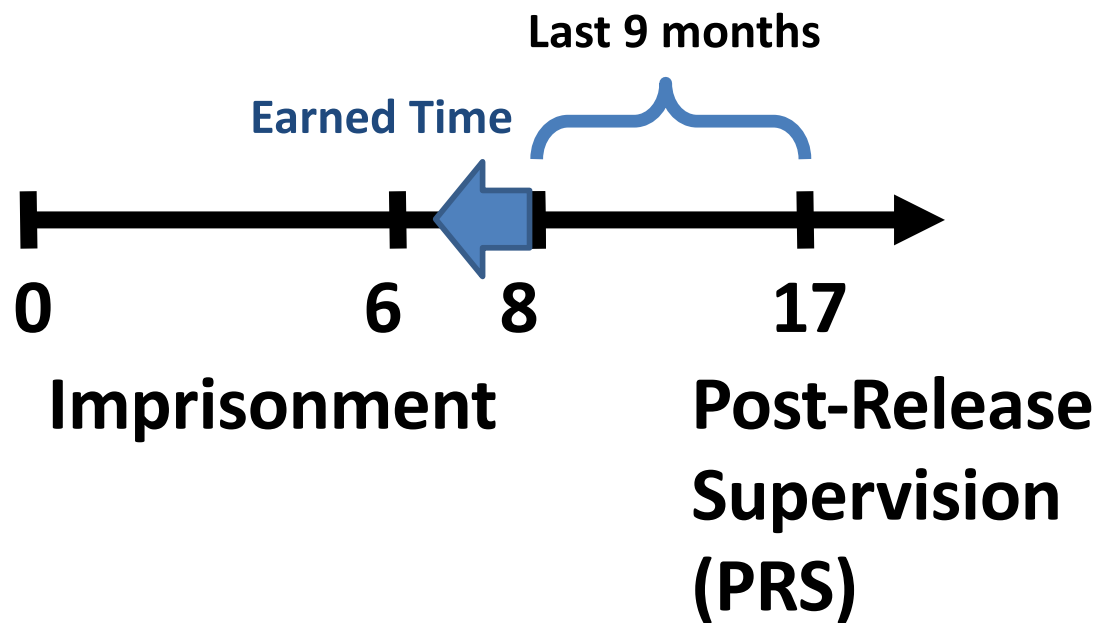 Last 9 months
Earned Time
0 6 8 17
Imprisonment
Post-Release
Supervision
(PRS)